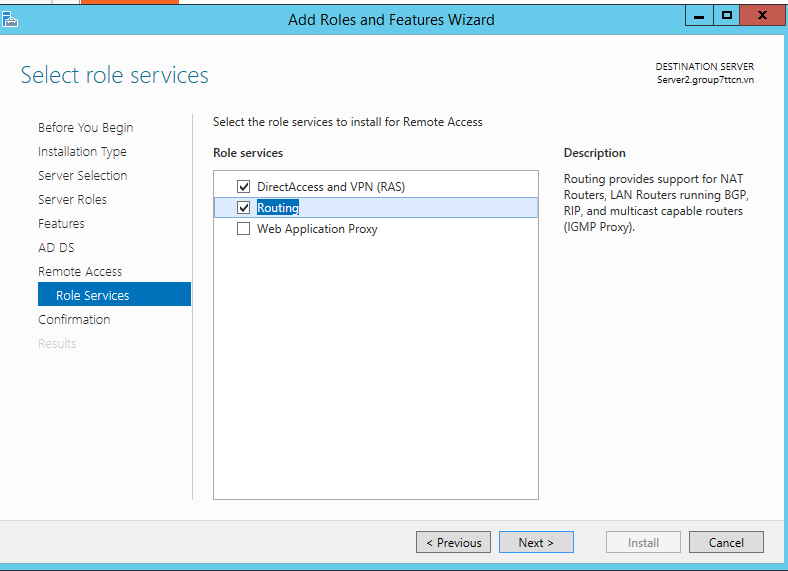 Add Roles and Features Wizard
Select role services
DESTINATION SERVER
Server2.group7ttcn.vn
Before You Begin
Installation Type
Server Selection
Server Roles
Features
AD DS
Remote Access
Role Services
Confirmation
Results
Select the role services to install for Remote Access
Role services
DirectAccess and VPN (RAS)
Routing
Web Application Proxy
Description
Routing provides support for NAT
Routers, LAN Routers running BGP,
RIP, and multicast capable routers
(IGMP Proxy).
< Previous
Next >
Install
Cancel